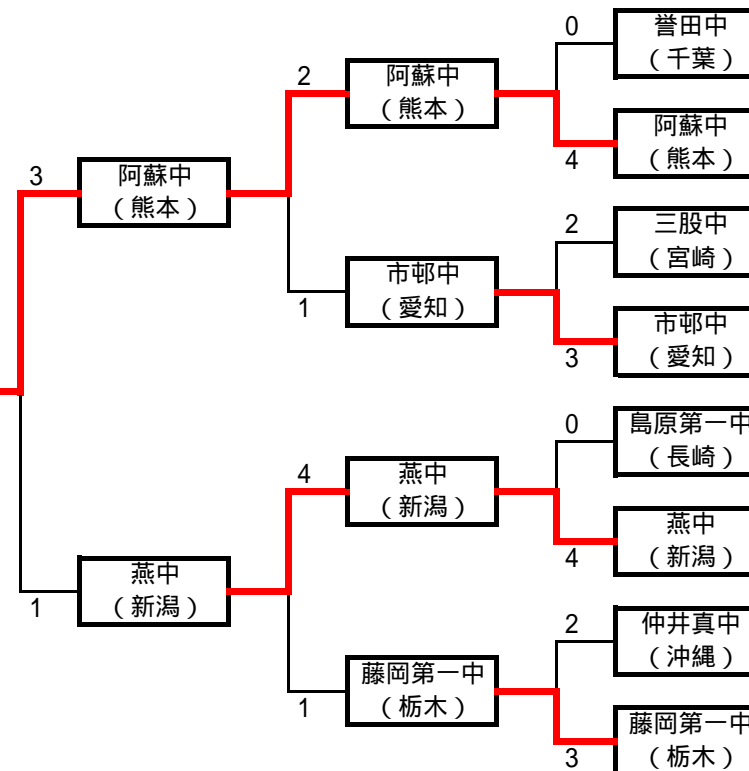 0
誉田中
（千葉）
2
阿蘇中
（熊本）
阿蘇中
（熊本）
4
3
阿蘇中
（熊本）
2
三股中
（宮崎）
1
市邨中
（愛知）
市邨中
（愛知）
3
0
島原第一中
（長崎）
4
燕中
（新潟）
燕中
（新潟）
4
1
燕中
（新潟）
2
仲井真中
（沖縄）
1
藤岡第一中
（栃木）
藤岡第一中
（栃木）
3